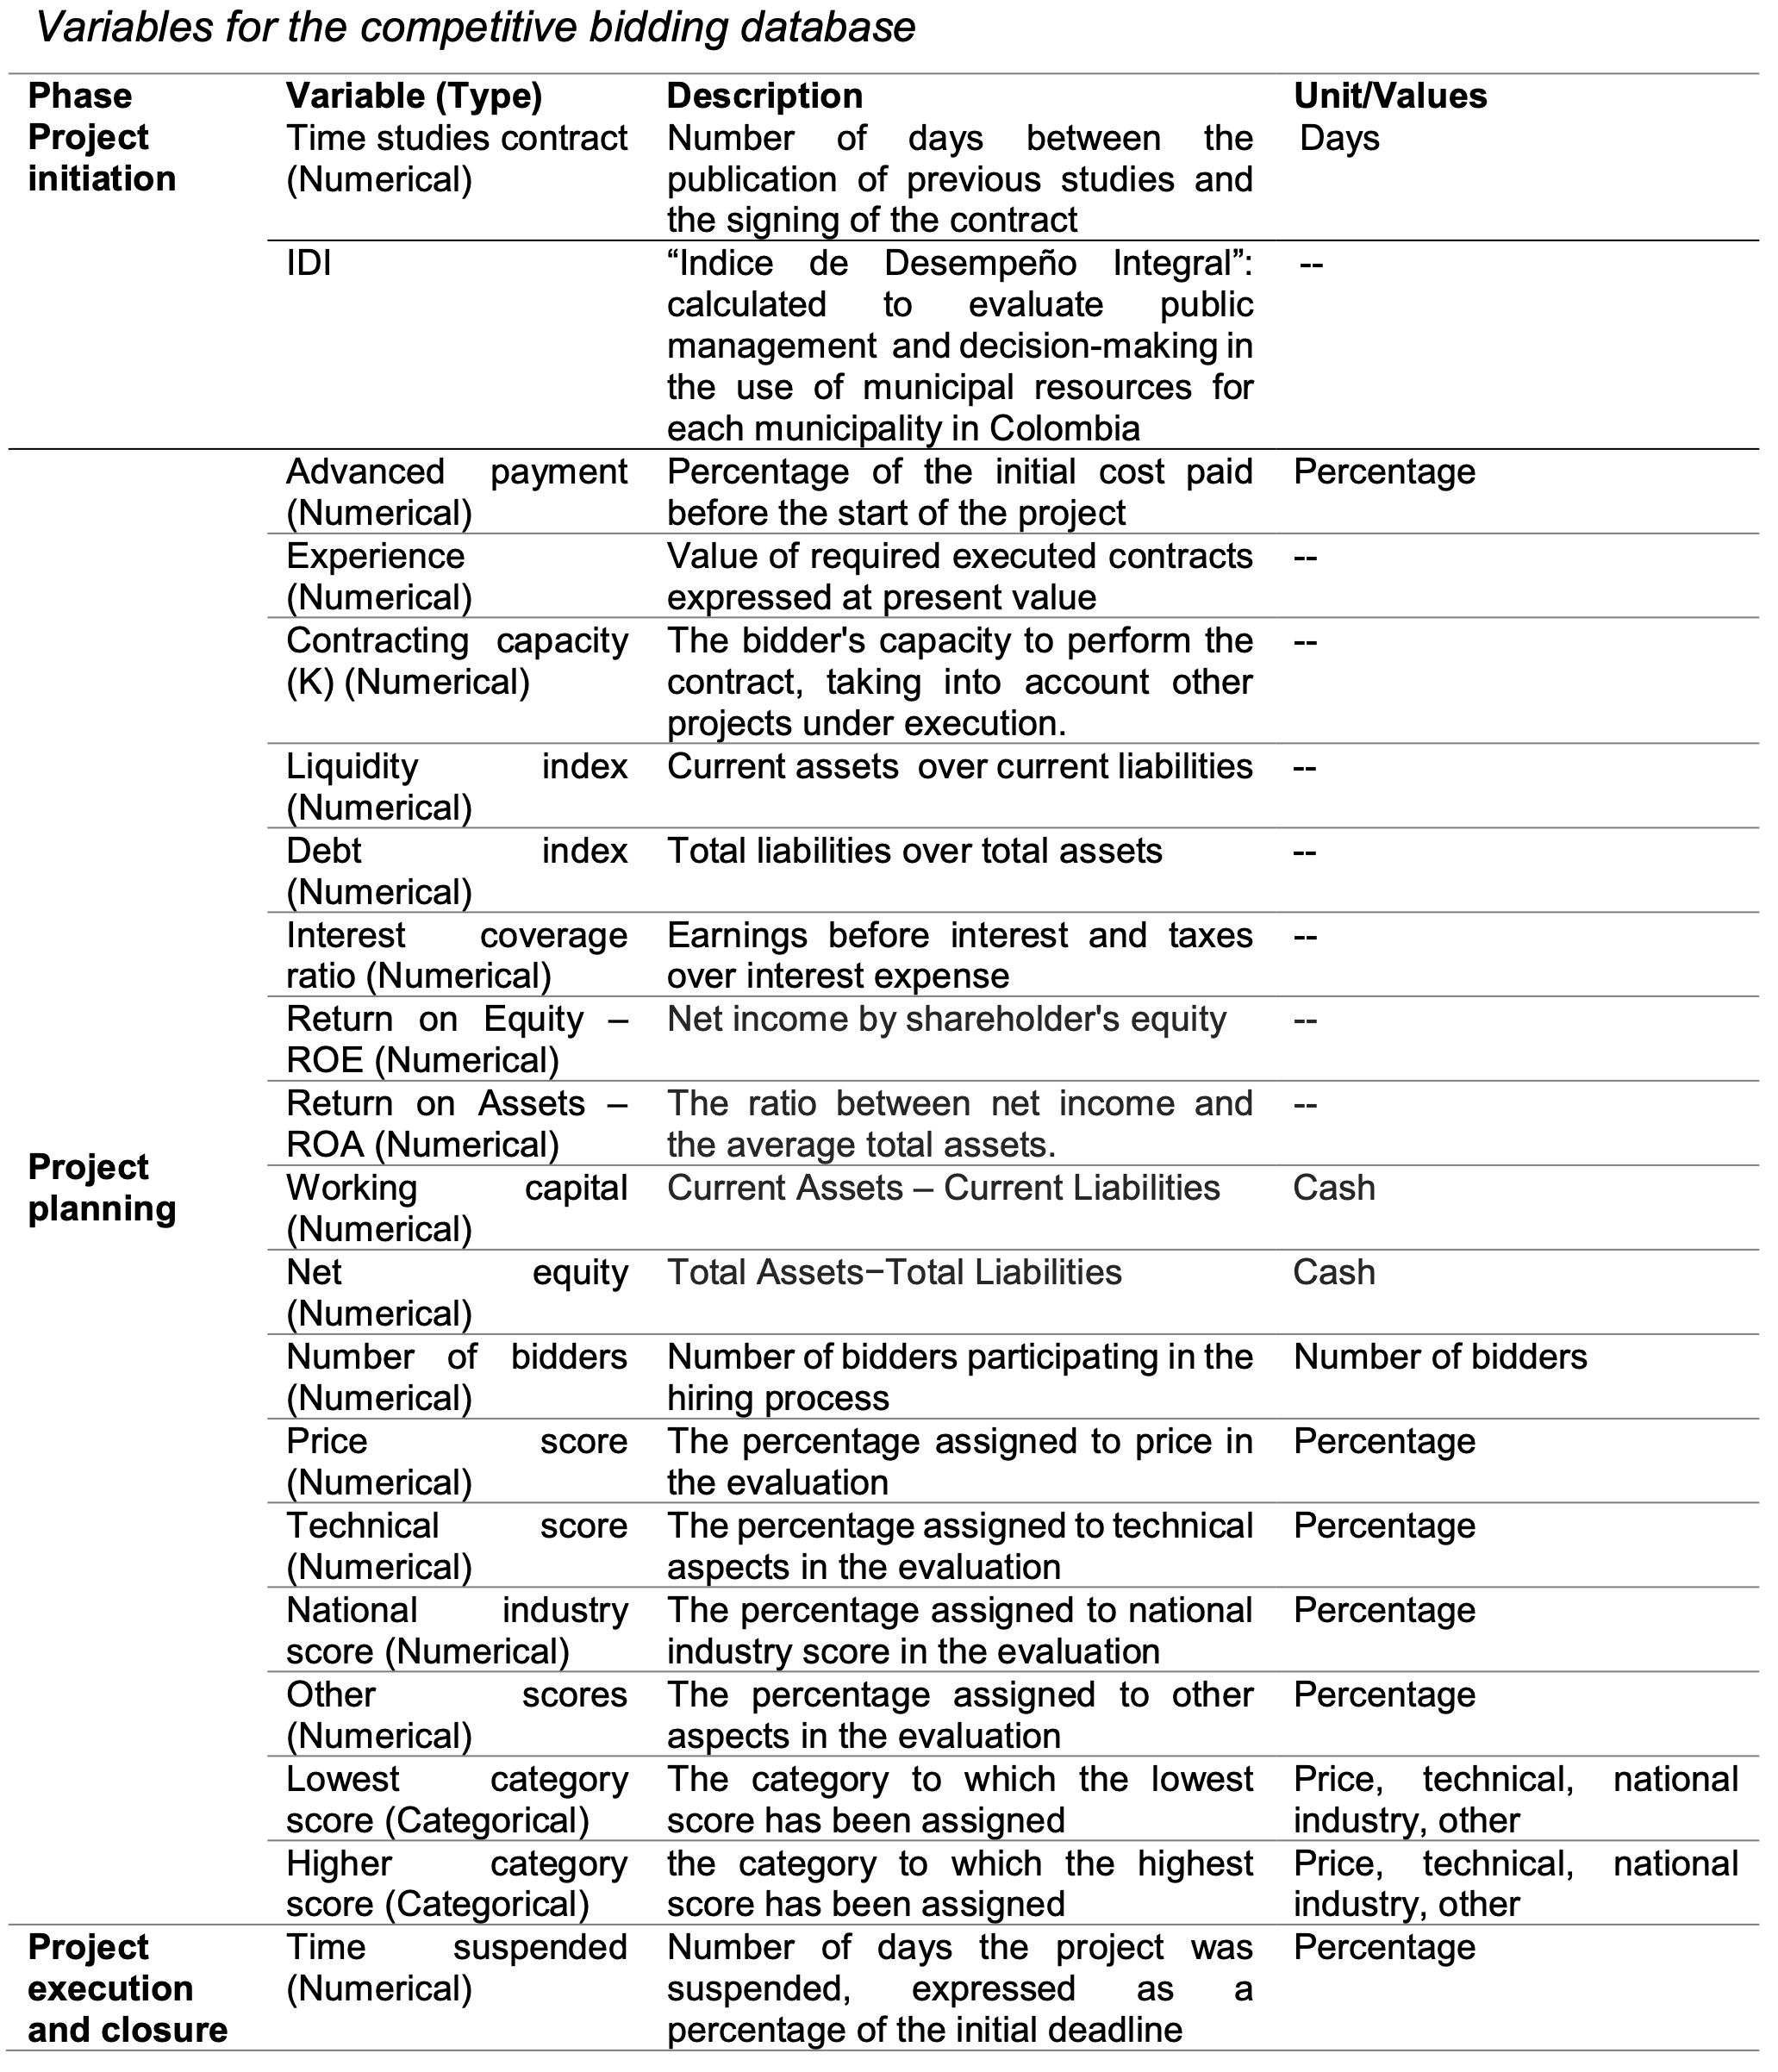 Variables for the competitive bidding database
Phase Variable (Type) Description Unit/Values
Project initiation
Time studies contract (Numerical)
Number of days between the
publication of previous studies and
the signing of the contract
Days
IDI
“Indice de Desempeño Integral”:
calculated to evaluate public
management and decision-making in
the use of municipal resources for
each municipality in Colombia
--
Project planning
Advanced payment
(Numerical)
Percentage of the initial cost paid
before the start of the project
Percentage
Experience
(Numerical)
Value of required executed contracts
expressed at present value
--
Contracting capacity
(K) (Numerical)
The bidder's capacity to perform the
contract, taking into account other
projects under execution.
--
Liquidity index
(Numerical)
Current assets over current liabilities
--
Debt index
(Numerical)
Total liabilities over total assets
--
Interest coverage
ratio (Numerical)
Earnings before interest and taxes
over interest expense
--
Return on Equity –
ROE (Numerical)
Net income by shareholder's equity
--
Return on Assets –
ROA (Numerical)
The ratio between net income and
the average total assets.
--
Working capital
(Numerical)
Current Assets – Current Liabilities
Cash
Net equity
(Numerical)
Total Assets−Total Liabilities
Cash
Number of bidders
(Numerical)
Number of bidders participating in the
hiring process
Number of bidders
Price score
(Numerical)
The percentage assigned to price in
the evaluation
Percentage
Technical score
(Numerical)
The percentage assigned to technical
aspects in the evaluation
Percentage
National industry
score (Numerical)
The percentage assigned to national
industry score in the evaluation
Percentage
Other scores
(Numerical)
The percentage assigned to other
aspects in the evaluation
Percentage
Lowest category
score (Categorical)
The category to which the lowest
score has been assigned
Price, technical, national
industry, other
Higher category
score (Categorical)
the category to which the highest
score has been assigned
Price, technical, national
industry, other
Project
execution
and closure
Time suspended
(Numerical)
Number of days the project was
suspended, expressed as a
percentage of the initial deadline
Percentage